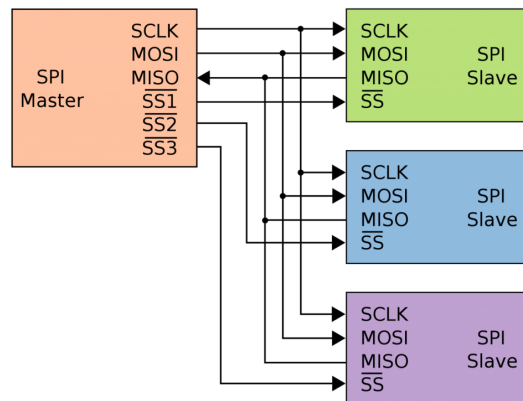 SPI
Master
SCLK
MOSI
MISO
SS1
SS2
SS3
SCLK
MOSI
MISO
SS
SPI
Slave
SCLK
MOSI
MISO
SS
SPI
Slave
SCLK
MOSI
MISO
SS
SPI
Slave